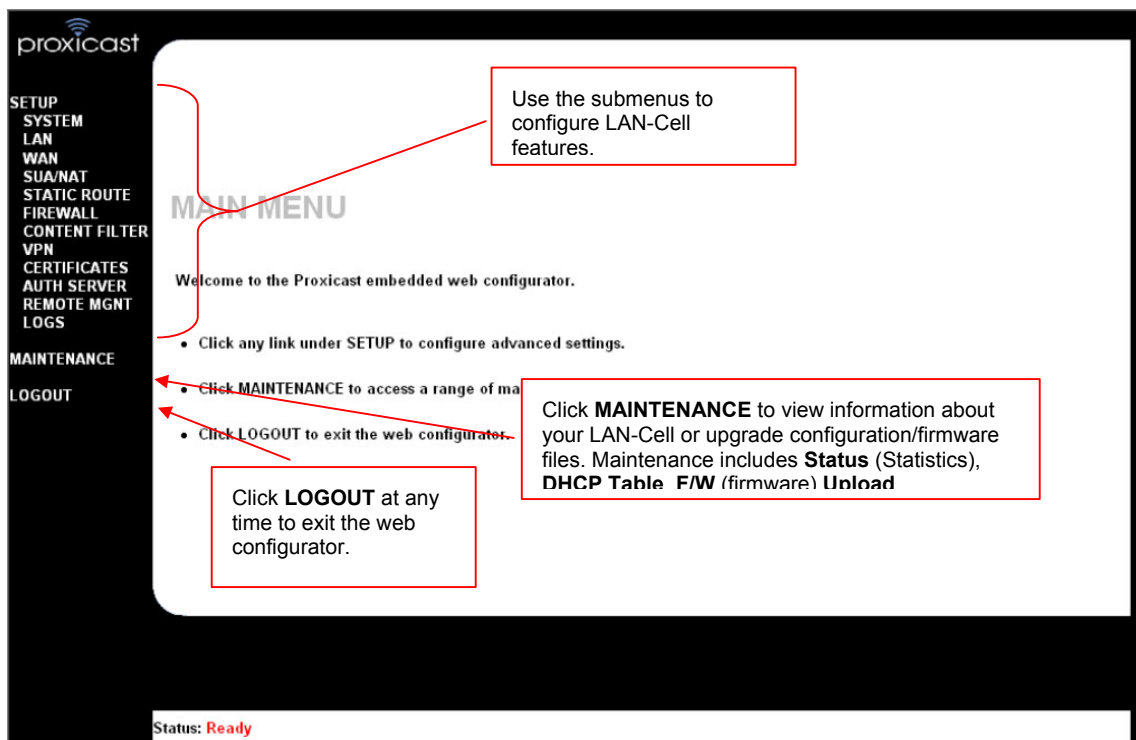 proxicast
SETUP
SYSTEM
LAN
WAN
SUA/NAT
STATIC ROUTE
FIREWALL
CONTENT FILTER
VPN
CERTIFICATES
AUTH SERVER
REMOTE MGNT
LOGS
MAINTENANCE
LOGOUT
Use the submenus to
configure LAN-Cell
features.
MAIN MENU
Welcome to the Proxicast embedded web configurator.
• Click any link under SETUP to configure advanced settings.
• Click MAINTENANCE to access a range of ma
• Click LOGOUT to exit the web configurator.
Click MAINTENANCE to view information about
your LAN-Cell or upgrade configuration/firmware
files. Maintenance includes Status (Statistics),
DHCP Table, F/W (firmware) Upload
Click LOGOUT at any
time to exit the web
configurator.
Status: Ready